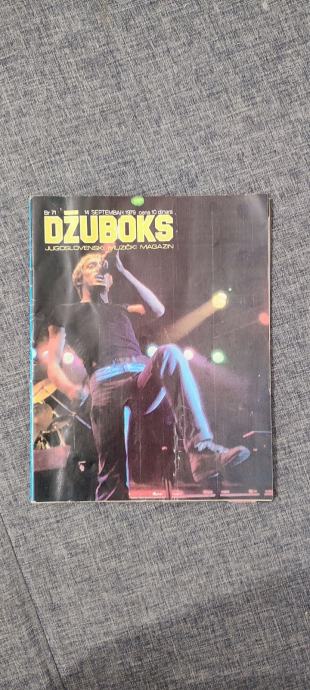 Br 71 14 SEPTEMBAR 1979 cena 10 dinara
DŽUBOKS
JUGOSLOVENSKI MUZIČKI MAGAZIN